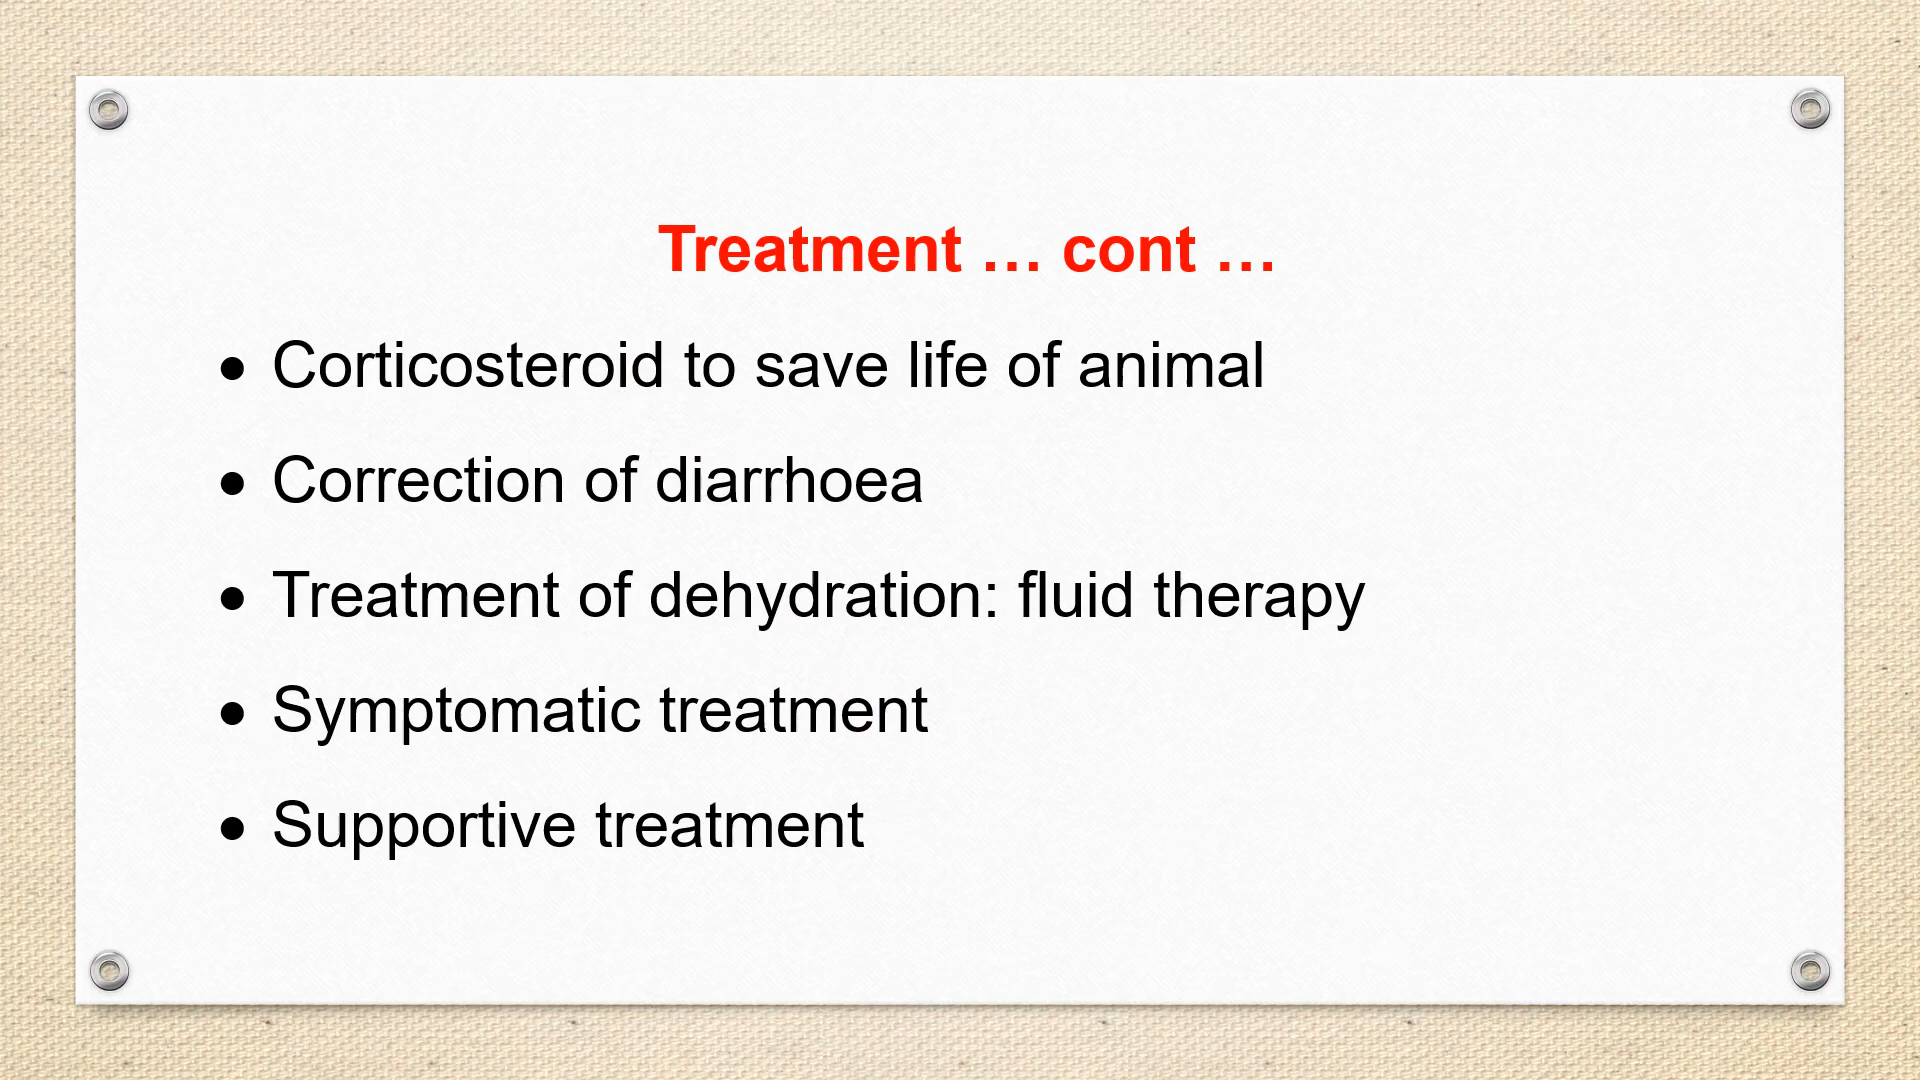 Treatment … cont …
• Corticosteroid to save life of animal
• Correction of diarrhoea
• Treatment of dehydration: fluid therapy
• Symptomatic treatment
• Supportive treatment